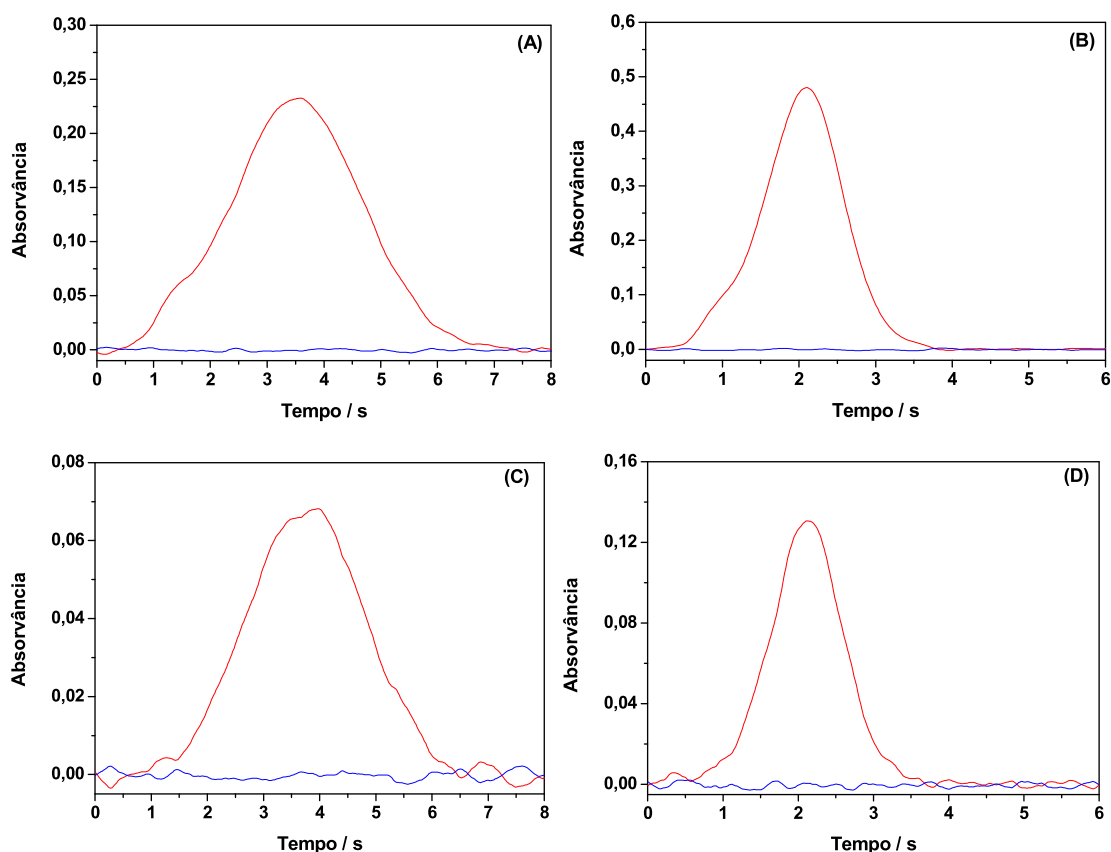 (A)
0,30
0,25
0,20
0,15
0,10
0,05
0,00
Absorvância
0 1 2 3 4 5 6 7 8
Tempo / s
(B)
0,6
0,5
0,4
0,3
0,2
0,1
0,0
Absorvância
0 1 2 3 4 5 6
Tempo / s
(C)
0,08
0,06
0,04
0,02
0,00
Absorvância
0 1 2 3 4 5 6 7 8
Tempo / s
(D)
0,16
0,12
0,08
0,04
0,00
Absorvância
0 1 2 3 4 5 6
Tempo / s